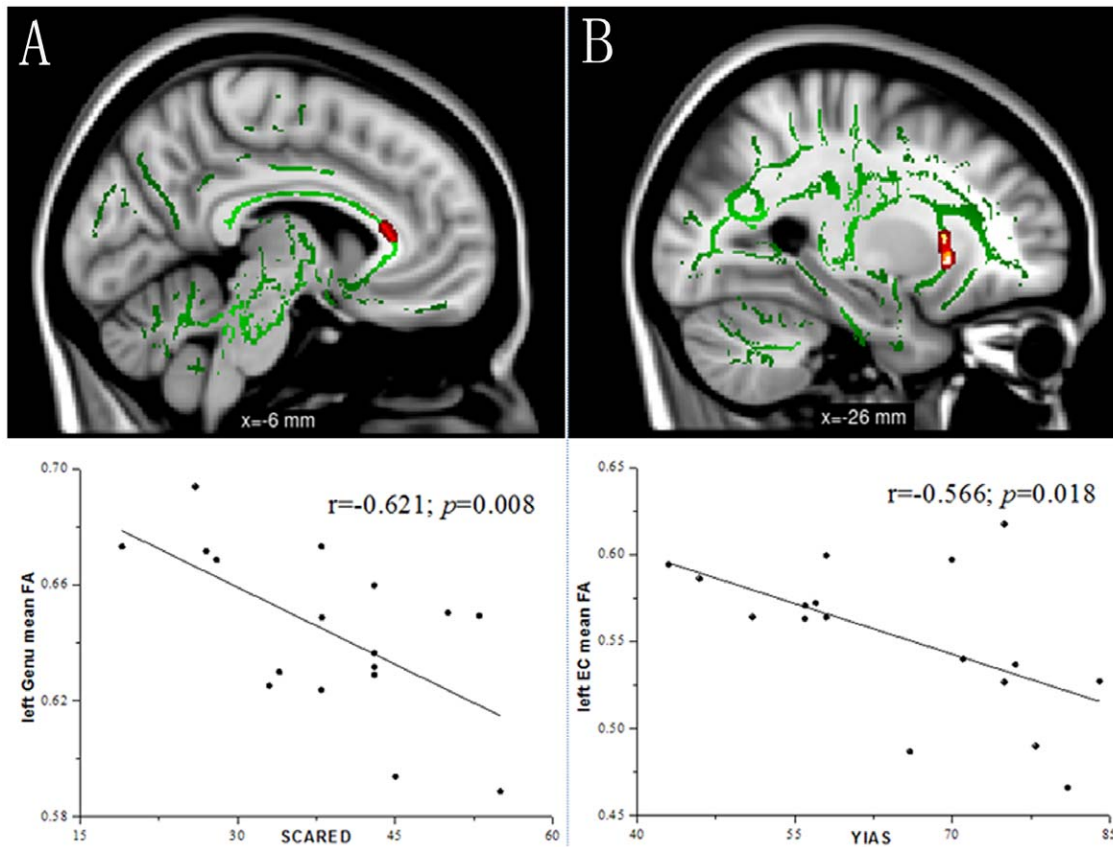 A
B
x=-6 mm
x=-26 mm
r=-0.621; p=0.008
left Genu mean FA
0.70
0.66
0.62
0.58
15
30
45
60
SCARED
r=-0.566; p=0.018
left EC mean FA
0.65
0.60
0.55
0.50
0.45
40
55
70
85
YIAS